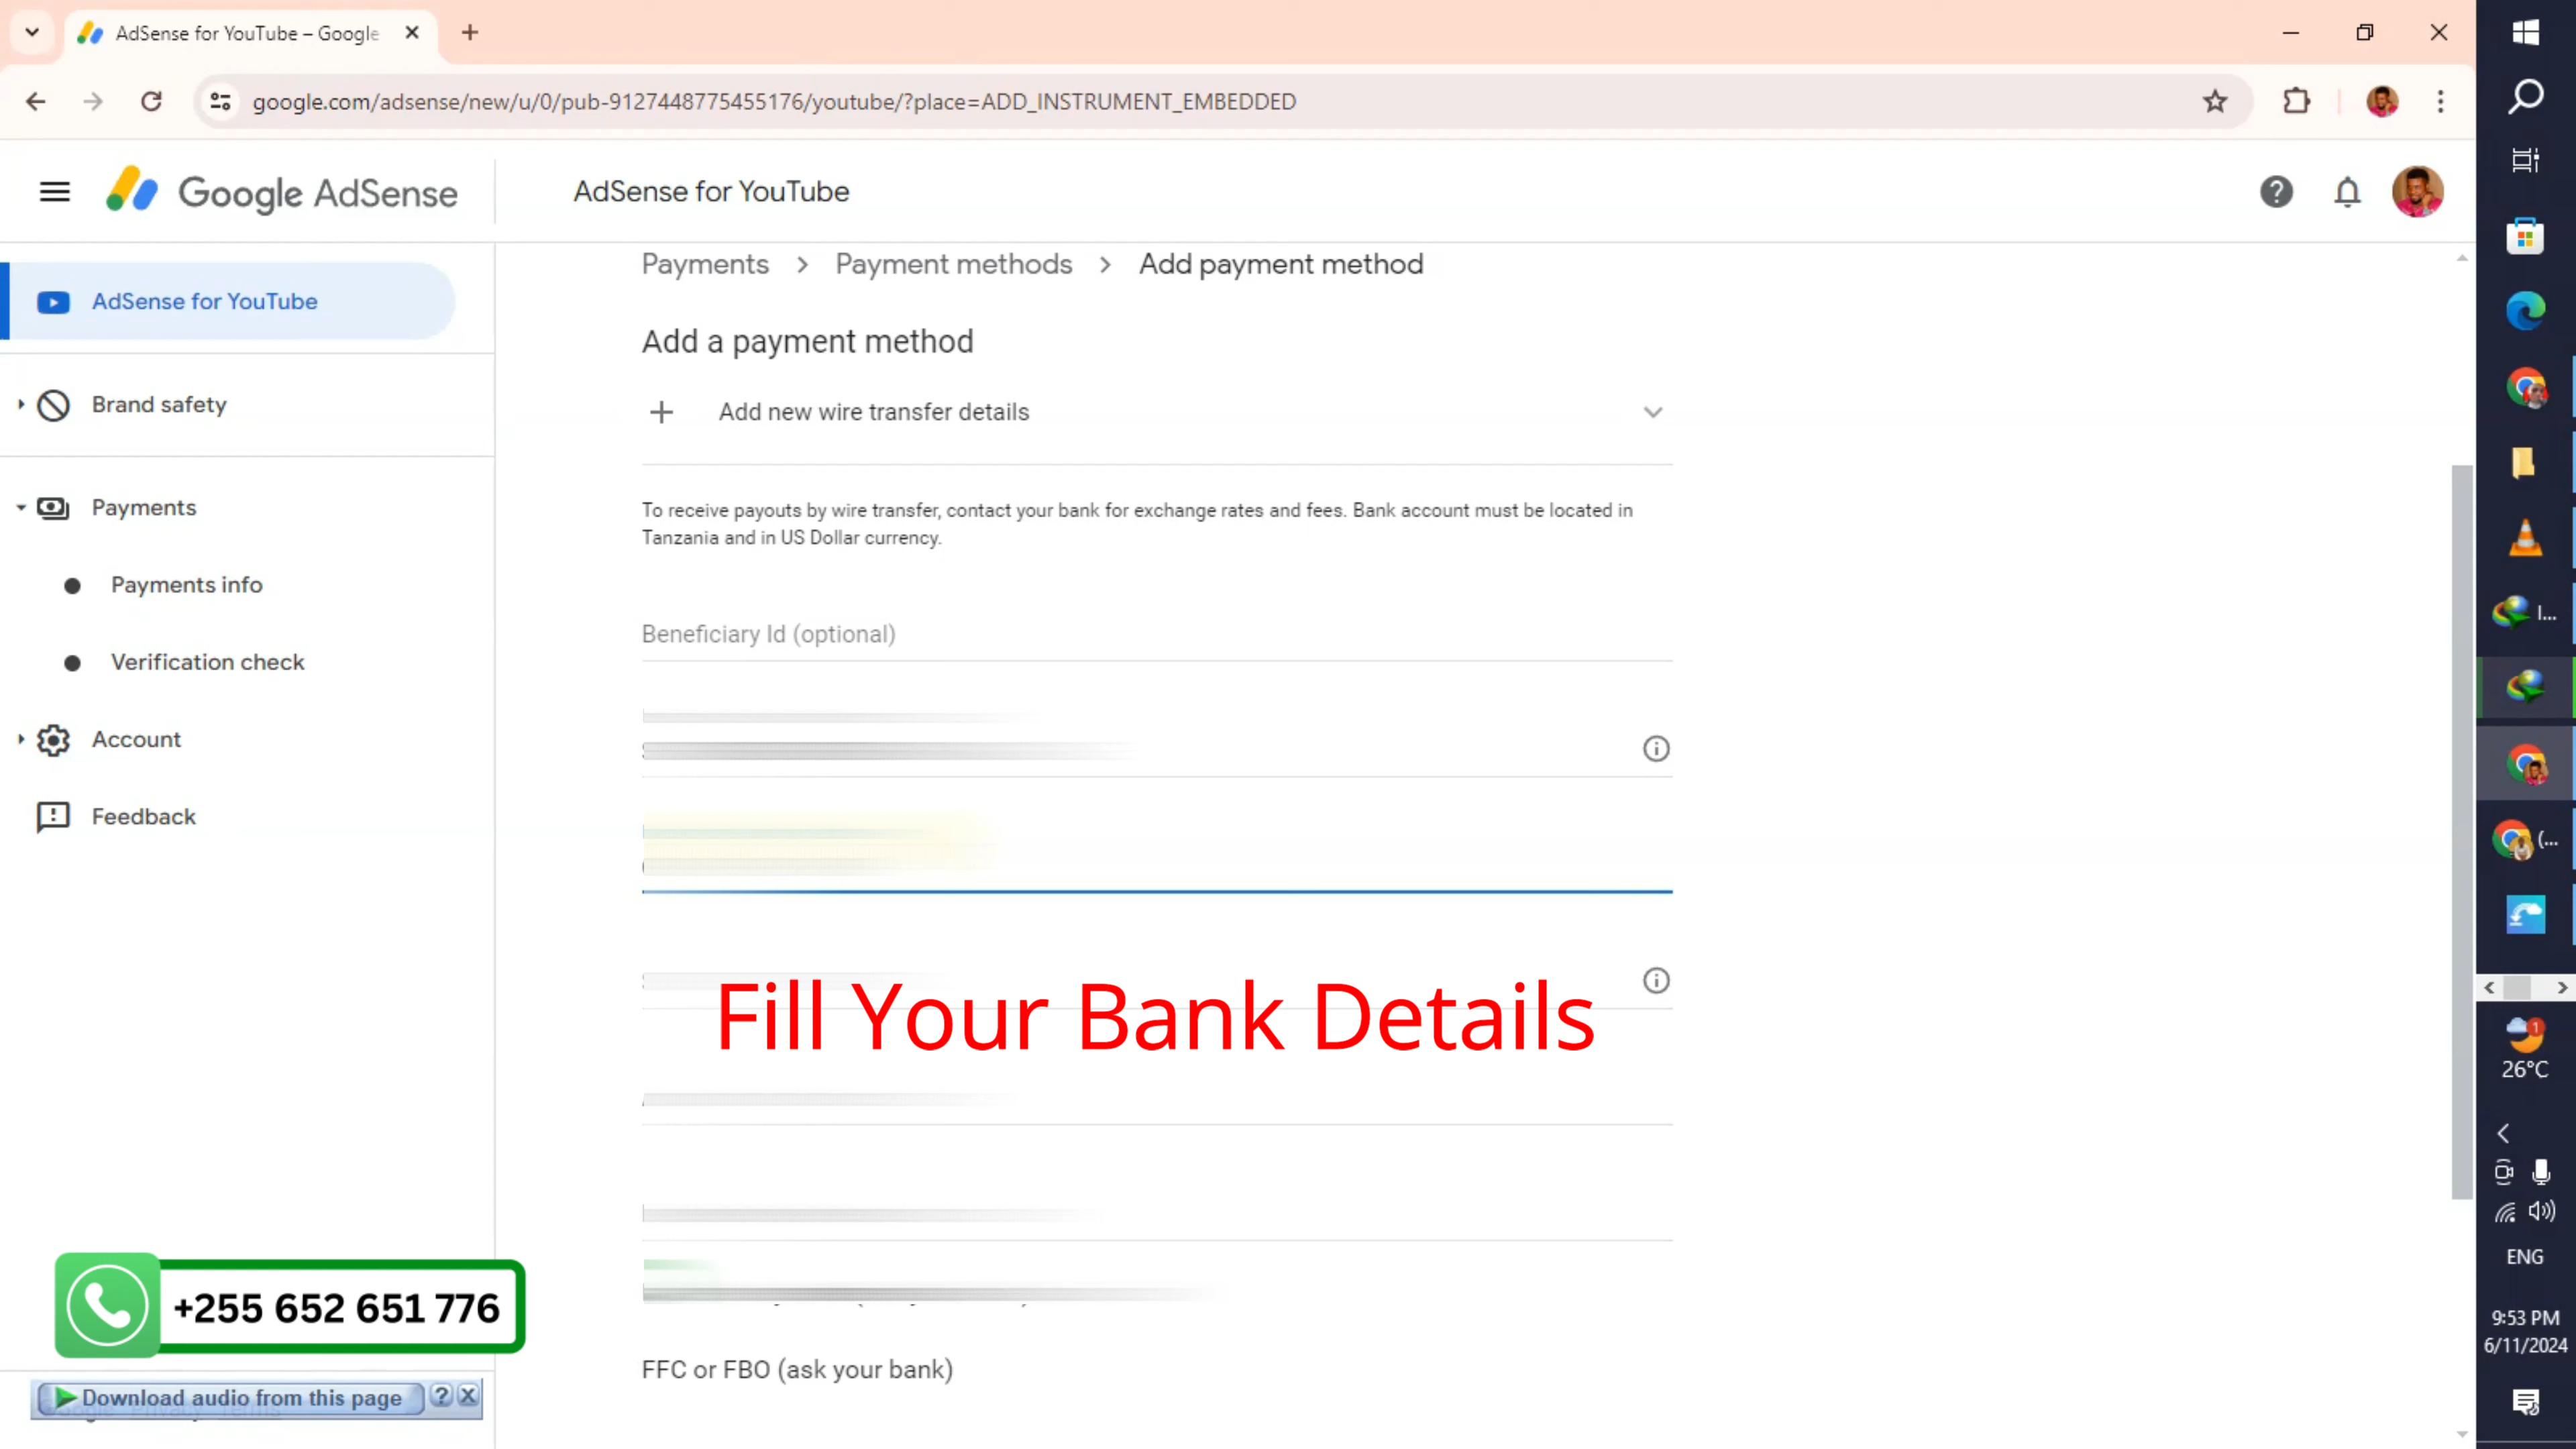 AdSense for YouTube – Google
google.com/adsense/new/u/0/pub-9127448775455176/youtube/?place=ADD_INSTRUMENT_EMBEDDED
Google AdSense
AdSense for YouTube
AdSense for YouTube
Brand safety
Payments
Payments info
Verification check
Account
Feedback
Payments > Payment methods > Add payment method
Add a payment method
+ Add new wire transfer details
To receive payouts by wire transfer, contact your bank for exchange rates and fees. Bank account must be located in
Tanzania and in US Dollar currency.
Beneficiary Id (optional)
Fill Your Bank Details
FFC or FBO (ask your bank)
+255 652 651 776
Download audio from this page
I...
(...
1
26°C
ENG
9:53 PM
6/11/2024